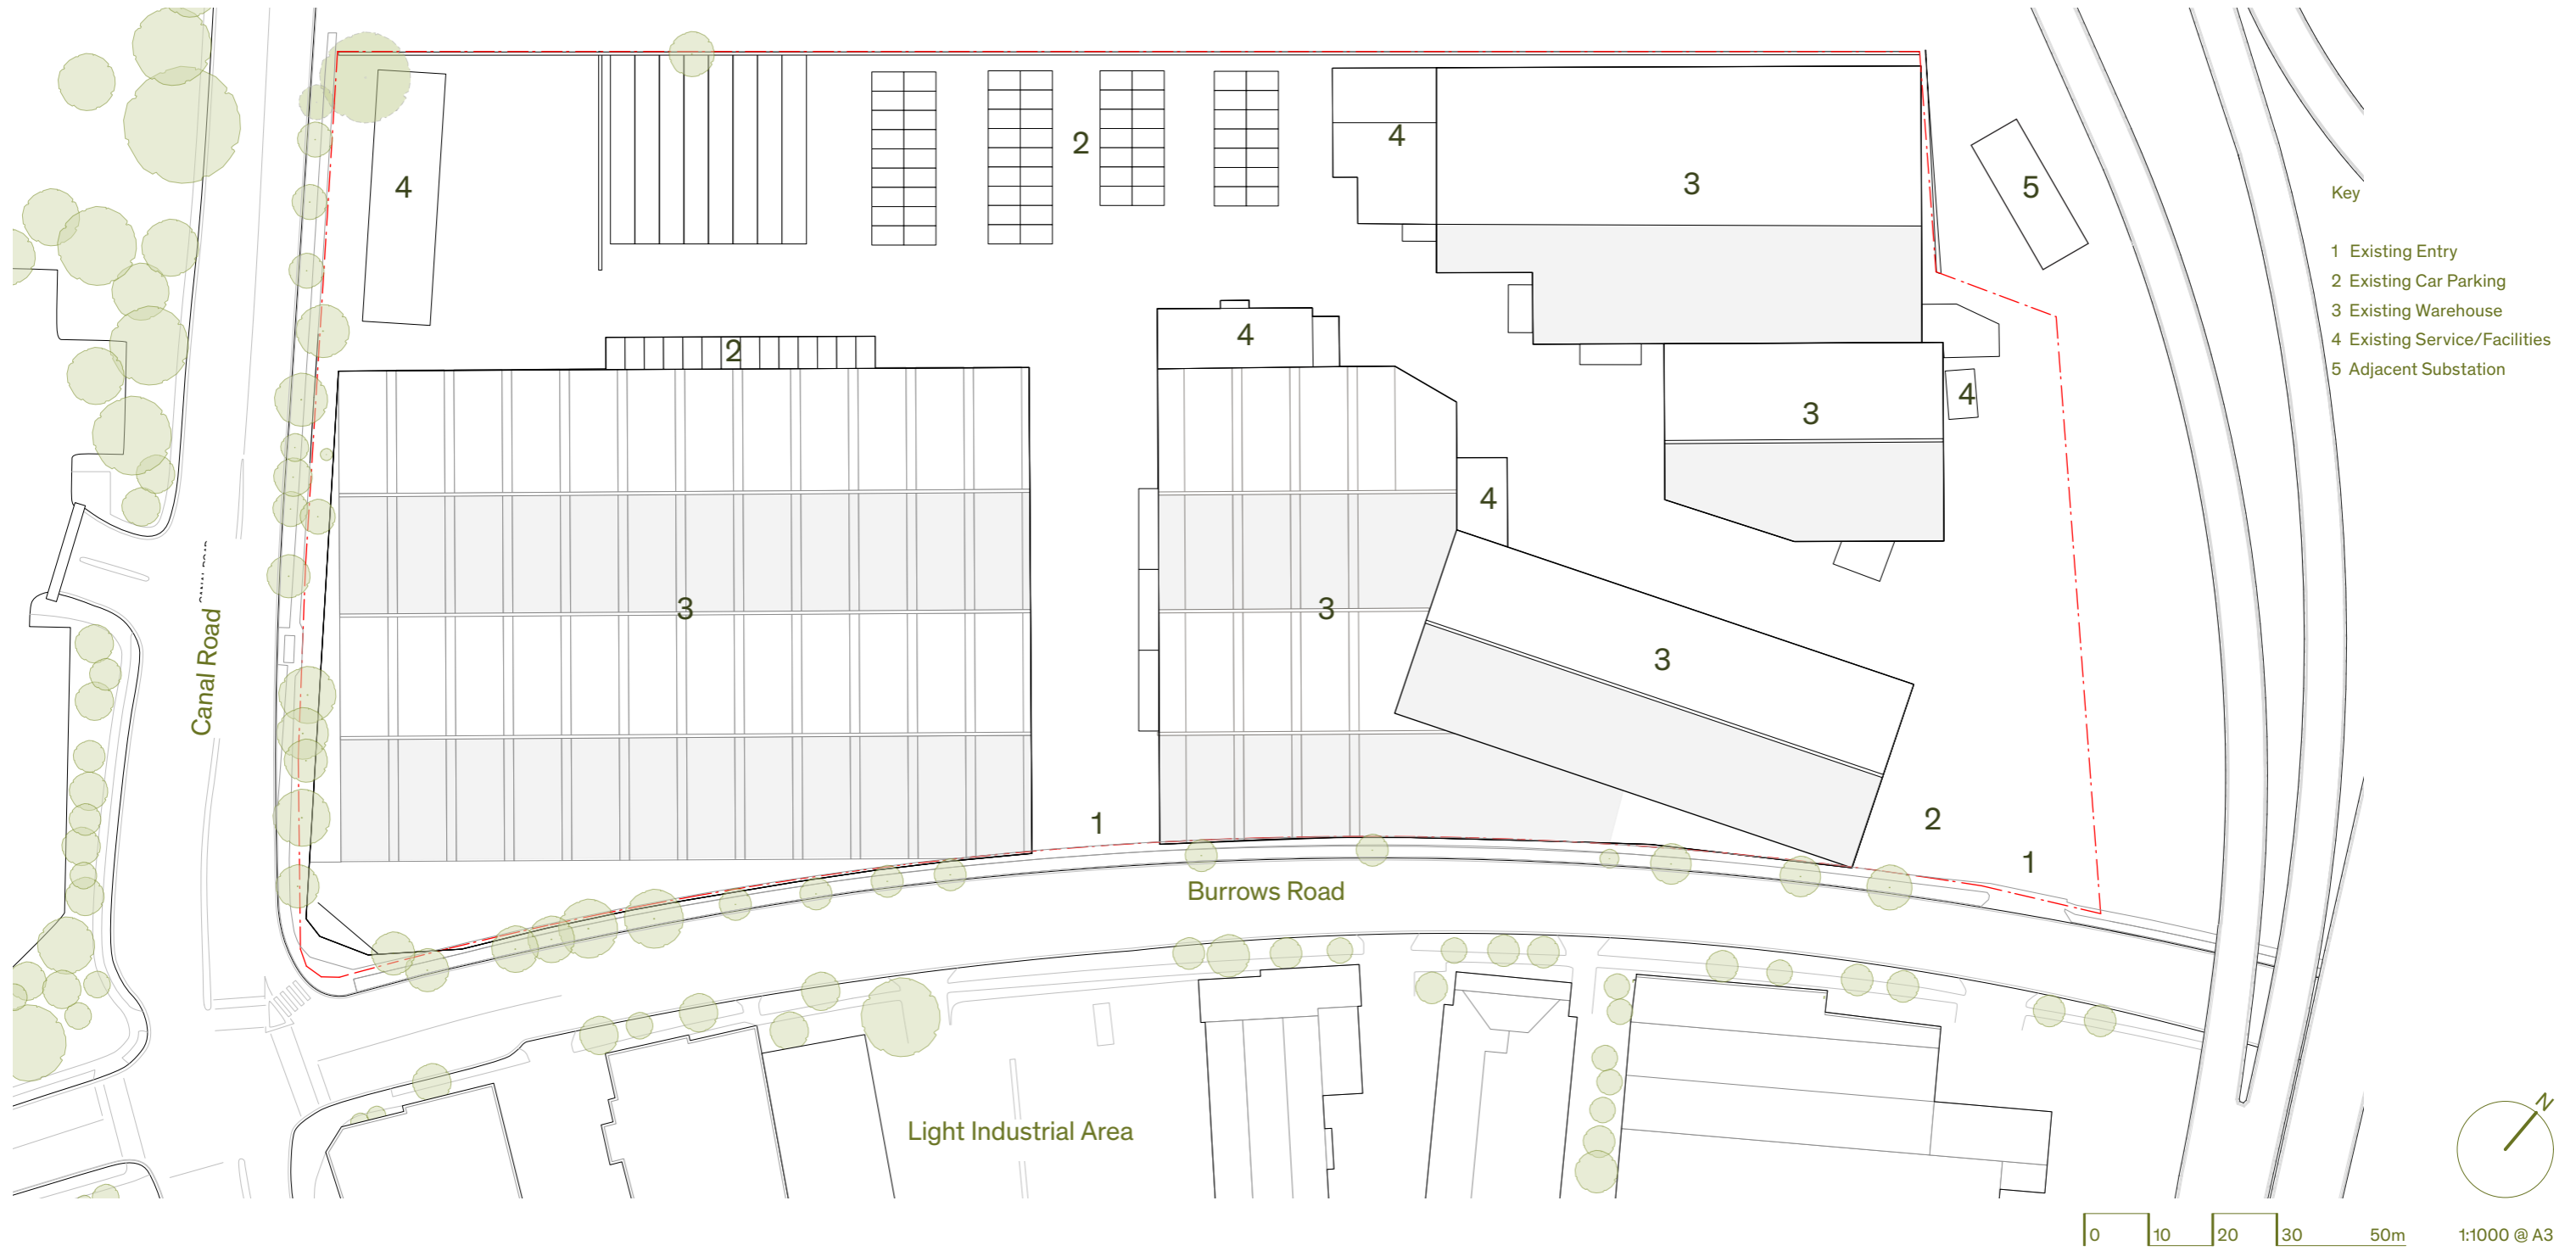 4
2
4
3
5
Key
1 Existing Entry
2 Existing Car Parking
3 Existing Warehouse
4 Existing Service/Facilities
5 Adjacent Substation
2
4
4
3
4
3
3
3
Canal Road
1
2
1
Burrows Road
Light Industrial Area
N
0 10 20 30 50m
1:1000 @ A3